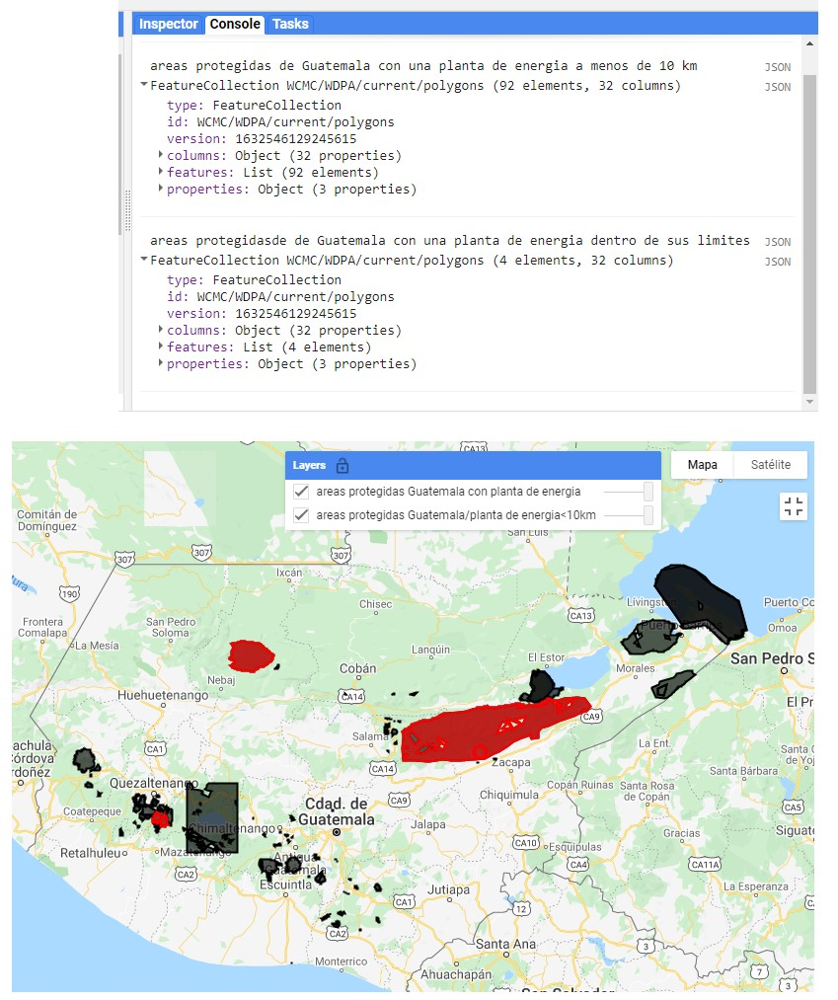 Inspector Console Tasks
areas protegidas de Guatemala con una planta de energia a menos de 10 km JSON
FeatureCollection WCMC/WDPA/current/polygons (92 elements, 32 columns) JSON
type: FeatureCollection
id: WCMC/WDPA/current/polygons
version: 1632546129245615
columns: Object (32 properties)
features: List (92 elements)
properties: Object (3 properties)
areas protegidasde de Guatemala con una planta de energia dentro de sus limites JSON
FeatureCollection WCMC/WDPA/current/polygons (4 elements, 32 columns) JSON
type: FeatureCollection
id: WCMC/WDPA/current/polygons
version: 1632546129245615
columns: Object (32 properties)
features: List (4 elements)
properties: Object (3 properties)
CA13
Layers
Mapa Satélite
areas protegidas Guatemala con planta de energia
areas protegidas Guatemala/planta de energia<10km
Comitán de
Domínguez
San Luis
307 307 307
Ixcán
190
Chisec
Livingston
Puerto Co
CA13
Frontera
Comalapa
San Pedro
Soloma
Omoa
La Mesía
Lanquín
El Estor
San Pedro S
Nebaj
Cobán
Morales
Huehuetenango
CA14
El Pr
CA9
Salamá
CA1
La Ent.
CA14
Zacapa
Santa Bárbara
Quezaltenango
Copán Ruinas
Santa Rosa
de Copán
CA9
Chiquimula
Coatepeque
Cdad. de
Guatemala
CA5
Chimaltenango
Jalapa
Gracias
Siguat
Retalhuleu
Mazatenango
CA10
Esquipulas
CA4
CA11A
CA2
Antigua
Guatemala
Escuintla
La Esperanza
CA1
Jutiapa
12
CA2
Santa Ana
3
Monterrico
Ahuachapán
7
3
San Salvador